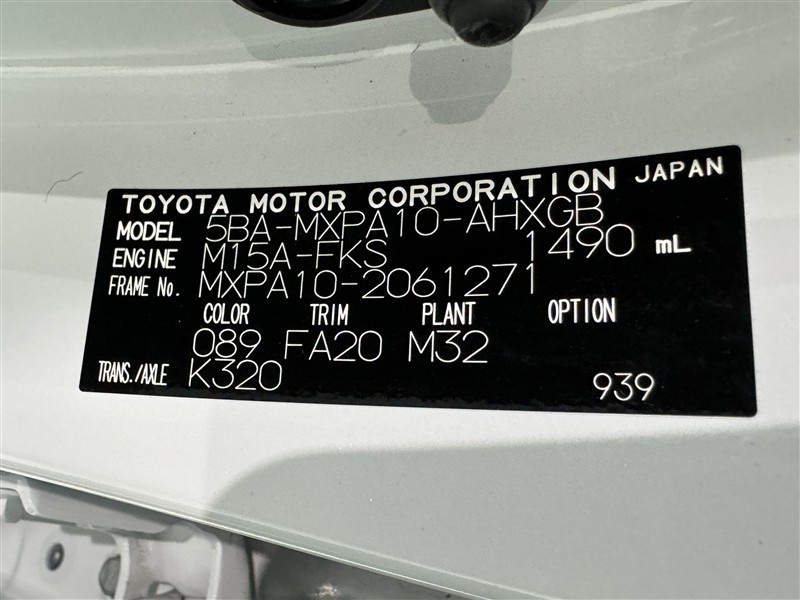 TOYOTA MOTOR CORPORATION JAPAN
MODEL 5BA-MXPA10-AHXGB
ENGINE M15A-FKS 1490 mL
FRAME No. MXPA10-2061271
COLOR TRIM PLANT OPTION
089 FA20 M32
TRANS./AXLE K320 939